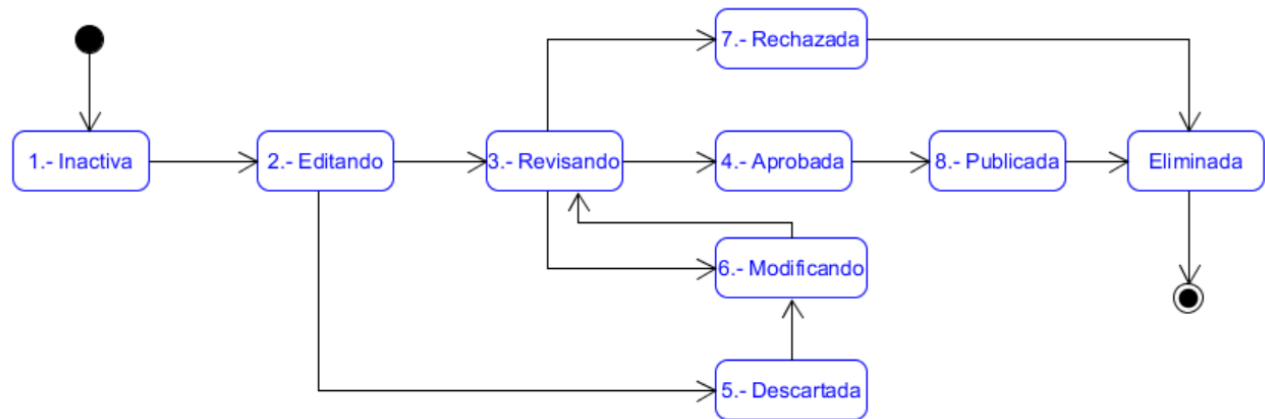 7.- Rechazada
1.- Inactiva
2.- Editando
3.- Revisando
4.- Aprobada
8.- Publicada
Eliminada
6.- Modificando
5.- Descartada